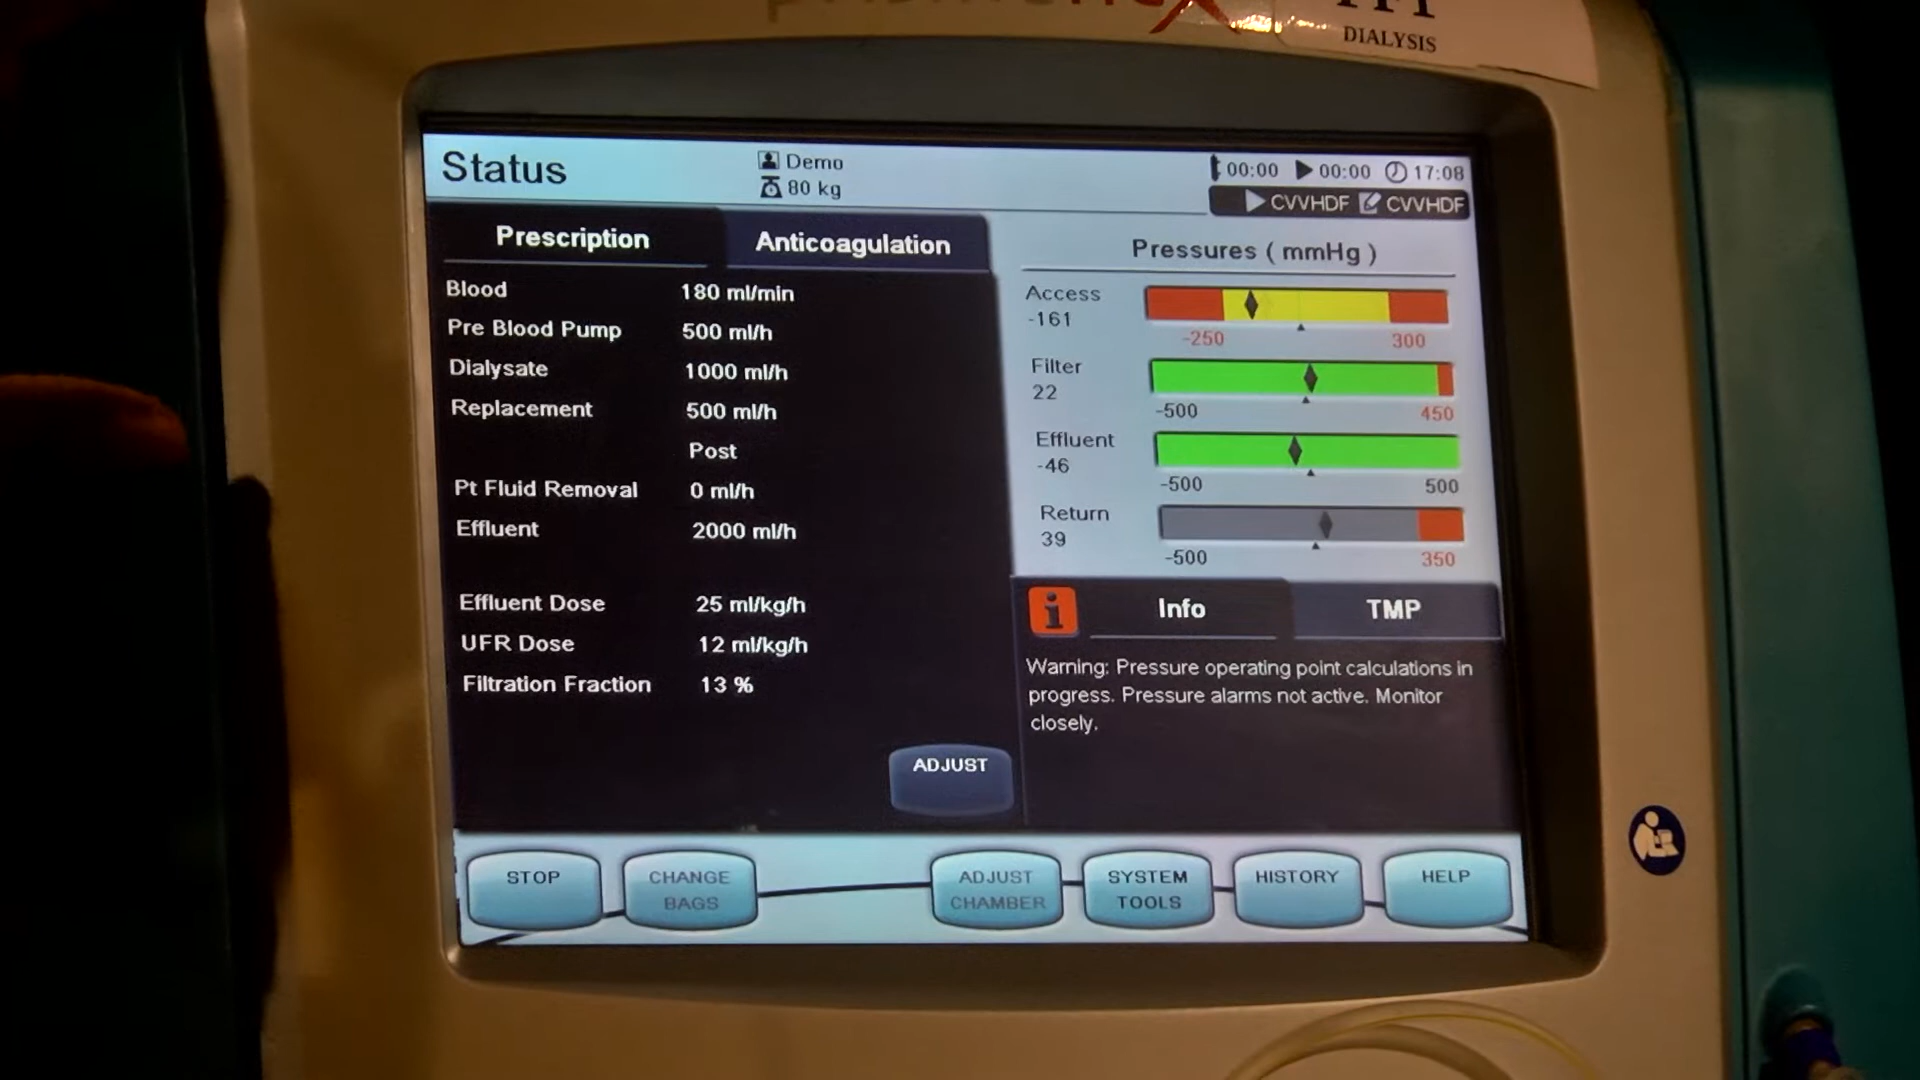 DIALYSIS
Status
Demo
80 kg
00:00 00:00 17:08
CVVHDF CVVHDF
Prescription
Anticoagulation
Blood 180 ml/min
Pre Blood Pump 500 ml/h
Dialysate 1000 ml/h
Replacement 500 ml/h
Post
Pt Fluid Removal 0 ml/h
Effluent 2000 ml/h
Effluent Dose 25 ml/kg/h
UFR Dose 12 ml/kg/h
Filtration Fraction 13 %
ADJUST
Pressures ( mmHg )
Access
-161
-250 300
Filter
22
-500 450
Effluent
-46
-500 500
Return
39
-500 350
i Info TMP
Warning: Pressure operating point calculations in
progress. Pressure alarms not active. Monitor
closely.
STOP
CHANGE
BAGS
ADJUST
CHAMBER
SYSTEM
TOOLS
HISTORY
HELP